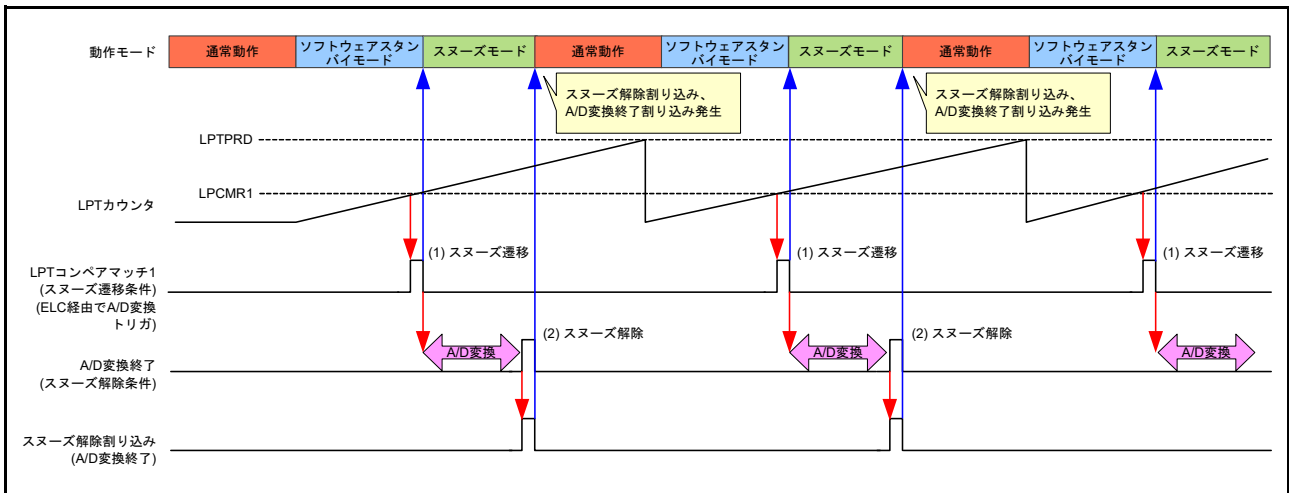 動作モード
通常動作
ソフトウェアスタン
バイモード
スヌーズモード
通常動作
ソフトウェアスタン
バイモード
スヌーズモード
通常動作
ソフトウェアスタン
バイモード
スヌーズモード
スヌーズ解除割り込み、
A/D変換終了割り込み発生
スヌーズ解除割り込み、
A/D変換終了割り込み発生
LPTPRD
LPCMR1
LPTカウンタ
(1) スヌーズ遷移
(1) スヌーズ遷移
(1) スヌーズ遷移
LPTコンペアマッチ1
(スヌーズ遷移条件)
(ELC経由でA/D変換
トリガ)
(2) スヌーズ解除
(2) スヌーズ解除
A/D変換
A/D変換
A/D変換
A/D変換終了
(スヌーズ解除条件)
スヌーズ解除割り込み
(A/D変換終了)